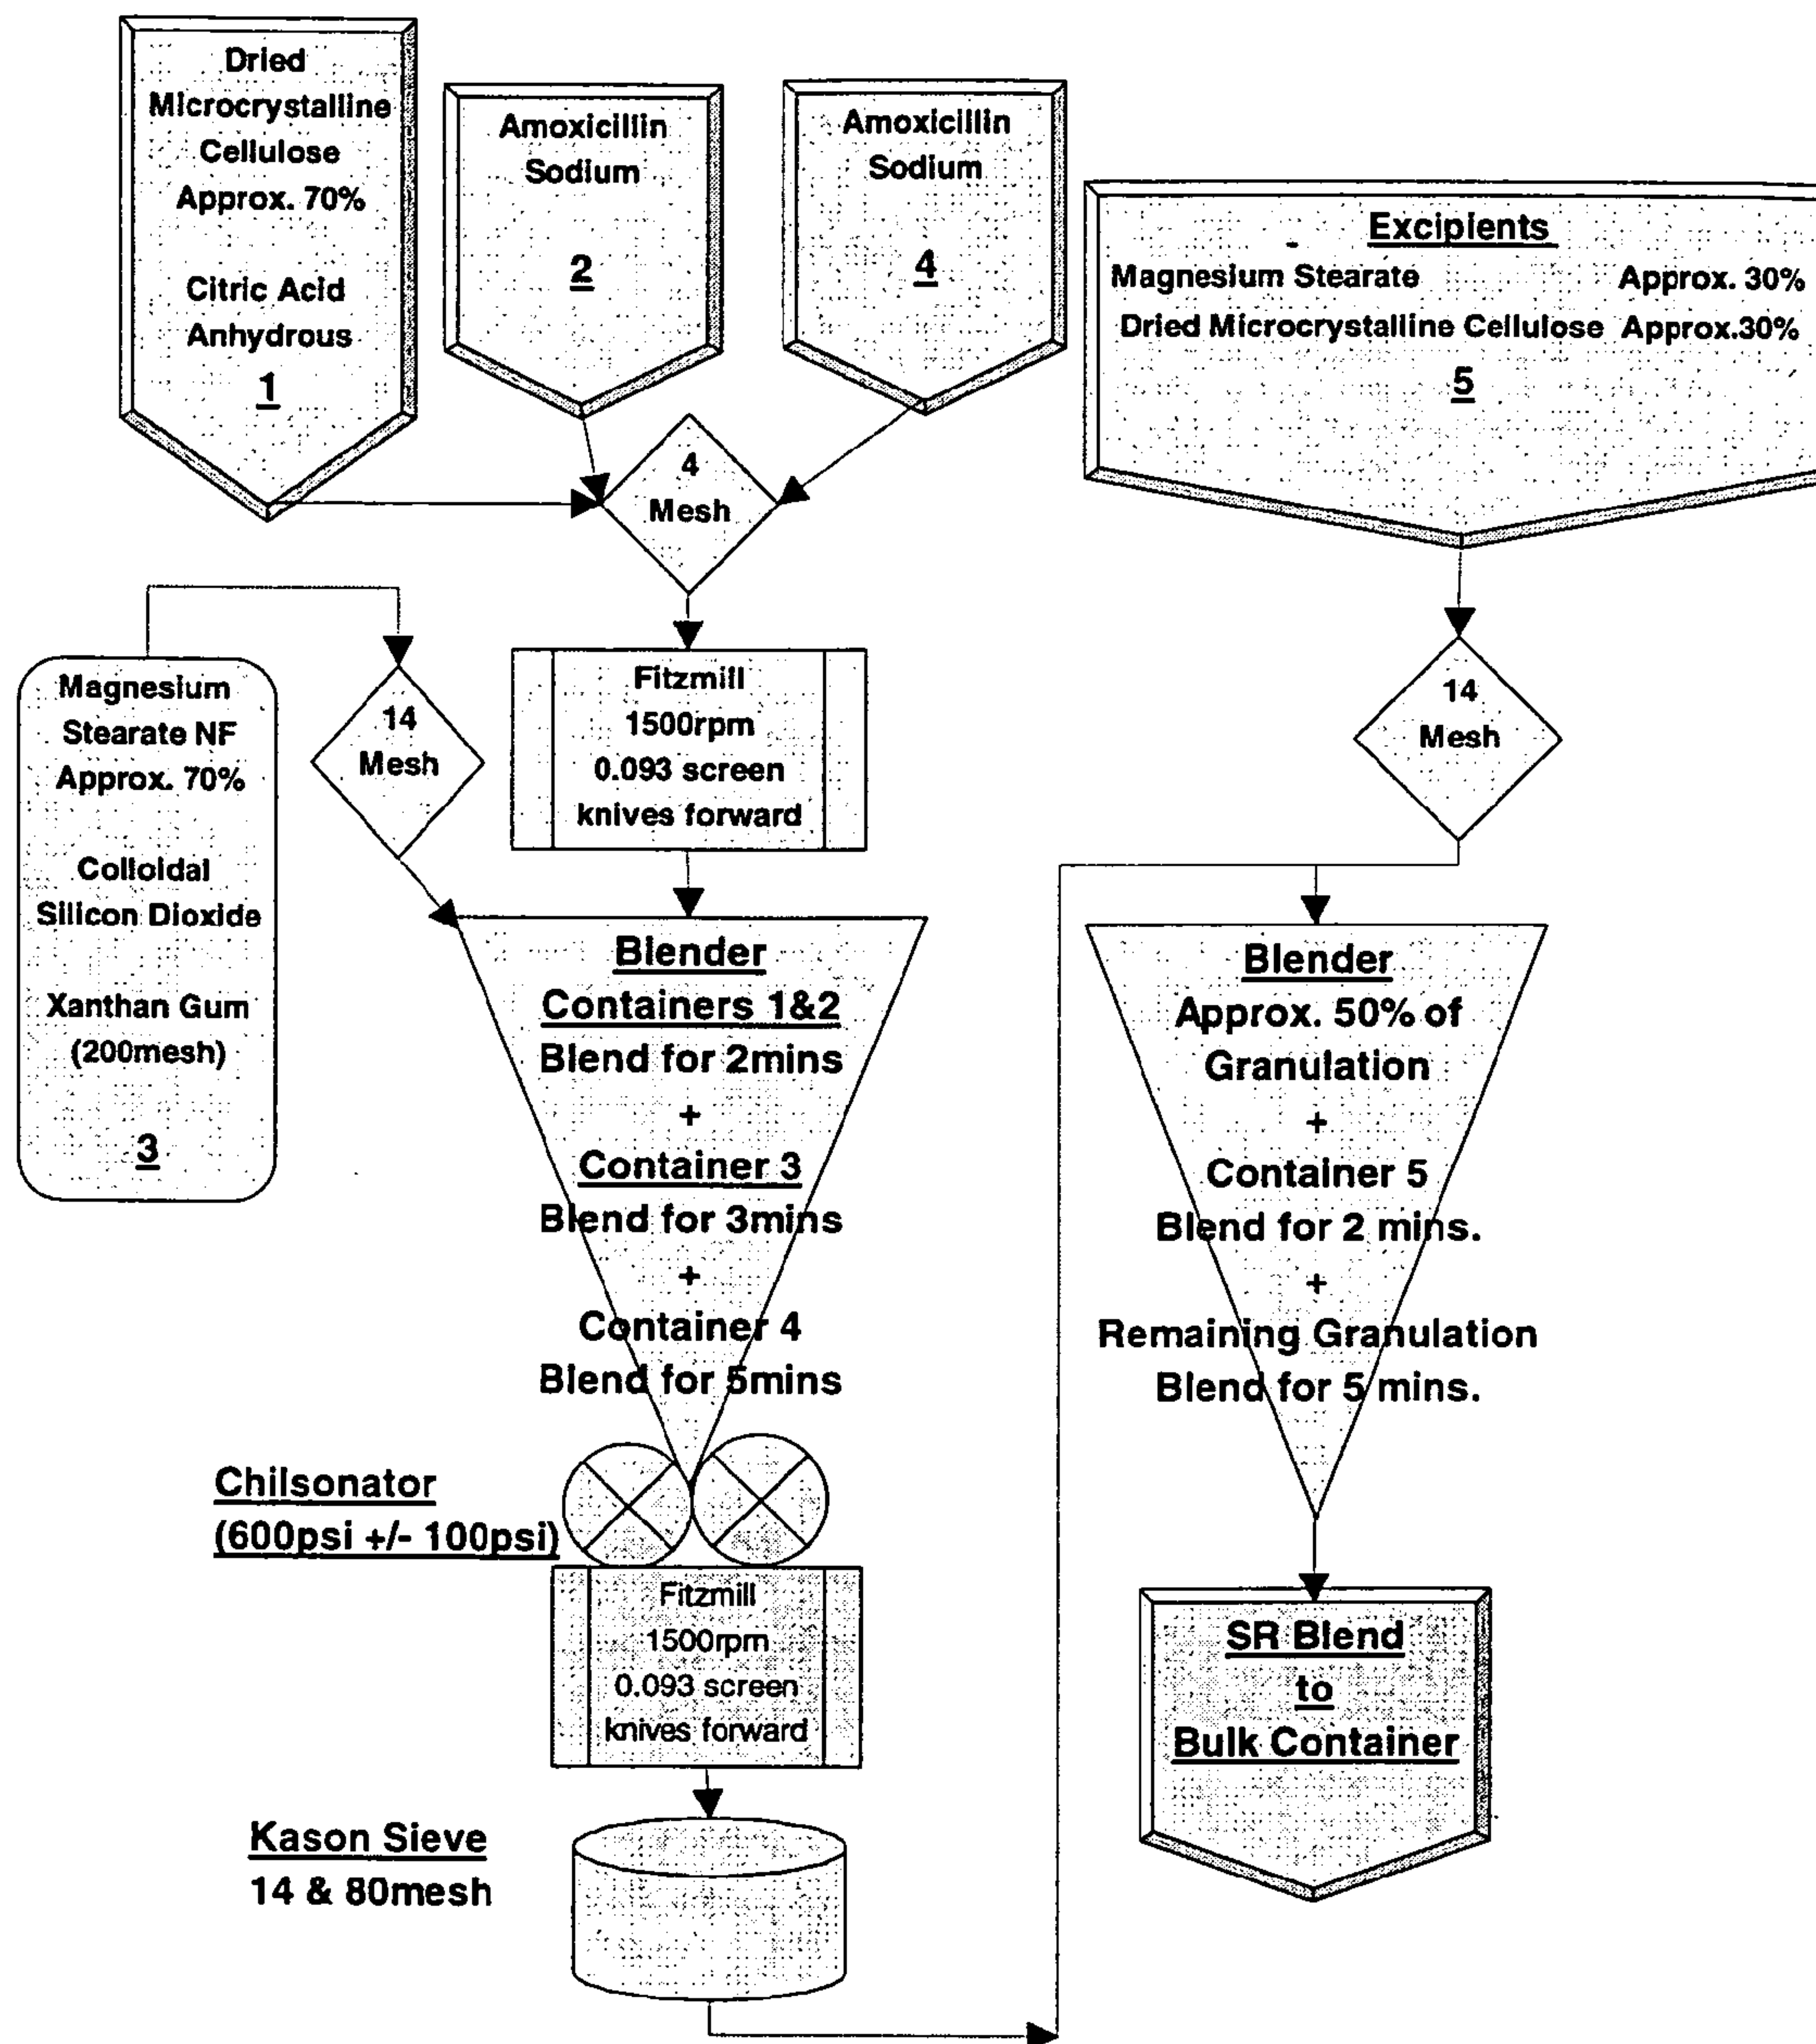 Dried
Microcrystalline
Cellulose
Approx. 70%
Citric Acid
Anhydrous
1
Amoxicillin
Sodium
2
Amoxicillin
Sodium
4
Excipients
Magnesium Stearate Approx. 30%
Dried Microcrystalline Cellulose Approx.30%
5
4
Mesh
Magnesium
Stearate NF
Approx. 70%
Colloidal
Silicon Dioxide
Xanthan Gum
(200mesh)
3
14
Mesh
Fitzmill
1500rpm
0.093 screen
knives forward
14
Mesh
Blender
Containers 1&2
Blend for 2mins
+
Container 3
Blend for 3mins
+
Container 4
Blend for 5mins
Blender
Approx. 50% of
Granulation
+
Container 5
Blend for 2 mins.
+
Remaining Granulation
Blend for 5 mins.
Chilsonator
(600psi +/- 100psi)
Fitzmill
1500rpm
0.093 screen
knives forward
Kason Sieve
14 & 80mesh
SR Blend
to
Bulk Container